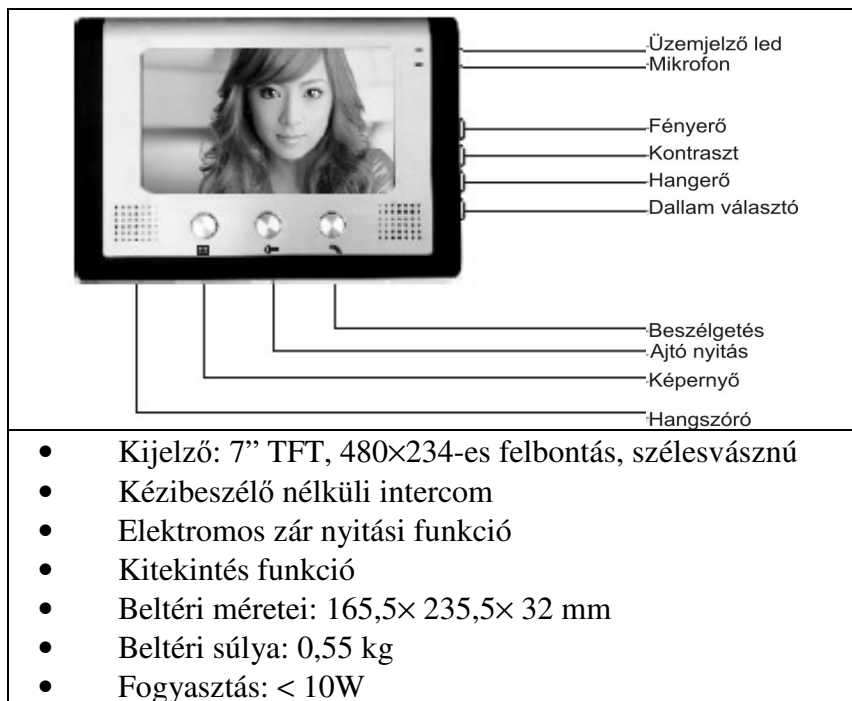 Üzemjelző led
Mikrofon
Fényerő
Kontraszt
Hangerő
Dallam választó
Beszélgetés
Ajtó nyitás
Képernyő
Hangszóró
• Kijelző: 7” TFT, 480×234-es felbontás, szélesvásznú
• Kézibeszélő nélküli intercom
• Elektromos zár nyitási funkció
• Kitekintés funkció
• Beltéri méretei: 165,5× 235,5× 32 mm
• Beltéri súlya: 0,55 kg
• Fogyasztás: < 10W